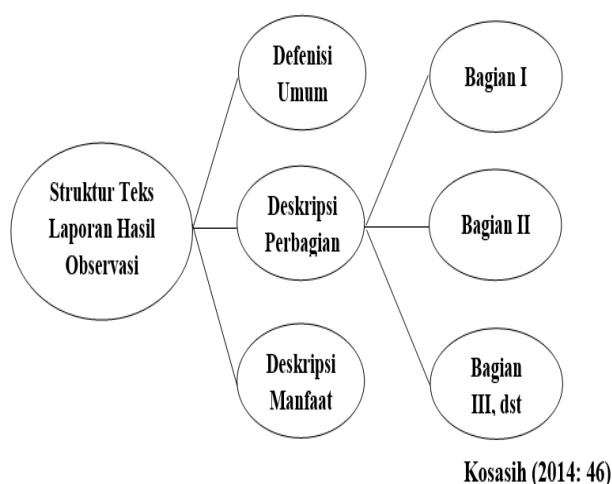 Struktur Teks
Laporan Hasil
Observasi
Defenisi
Umum
Deskripsi
Perbagian
Deskripsi
Manfaat
Bagian I
Bagian II
Bagian
III, dst
Kosasih (2014: 46)